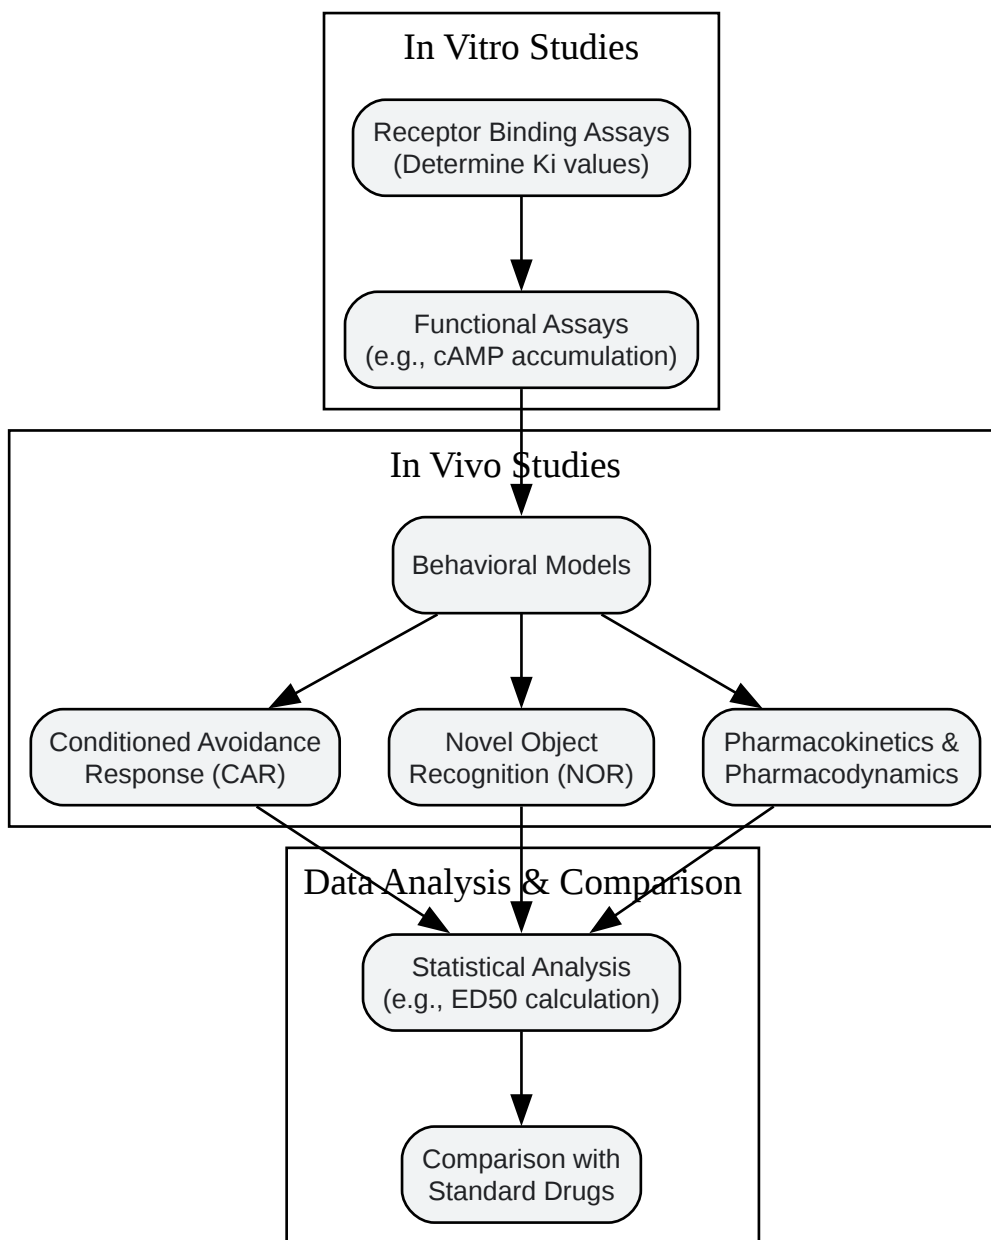 In Vitro Studies
Receptor Binding Assays
(Determine Ki values)
Functional Assays
(e.g., cAMP accumulation)
In Vivo Studies
Behavioral Models
Conditioned Avoidance
Response (CAR)
Novel Object
Recognition (NOR)
Pharmacokinetics &
Pharmacodynamics
Data Analysis & Comparison
Statistical Analysis
(e.g., ED50 calculation)
Comparison with
Standard Drugs